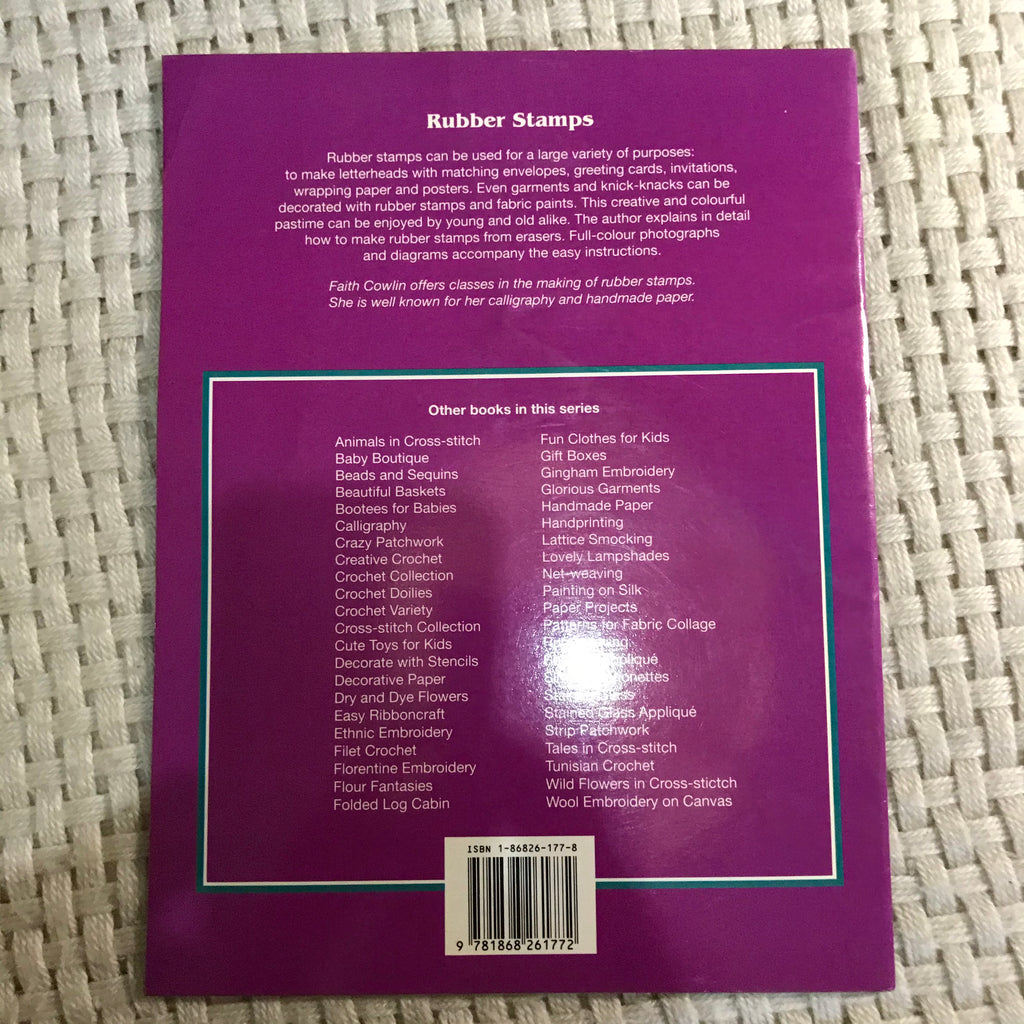 Rubber Stamps
Rubber stamps can be used for a large variety of purposes:
to make letterheads with matching envelopes, greeting cards, invitations,
wrapping paper and posters. Even garments and knick-knacks can be
decorated with rubber stamps and fabric paints. This creative and colourful
pastime can be enjoyed by young and old alike. The author explains in detail
how to make rubber stamps from erasers. Full-colour photographs
and diagrams accompany the easy instructions.
Faith Cowlin offers classes in the making of rubber stamps.
She is well known for her calligraphy and handmade paper.
Other books in this series
Animals in Cross-stitch
Baby Boutique
Beads and Sequins
Beautiful Baskets
Bootees for Babies
Calligraphy
Crazy Patchwork
Creative Crochet
Crochet Collection
Crochet Doilies
Crochet Variety
Cross-stitch Collection
Cute Toys for Kids
Decorate with Stencils
Decorative Paper
Dry and Dye Flowers
Easy Ribboncraft
Ethnic Embroidery
Filet Crochet
Florentine Embroidery
Flour Fantasies
Folded Log Cabin
Fun Clothes for Kids
Gift Boxes
Gingham Embroidery
Glorious Garments
Handmade Paper
Handprinting
Lattice Smocking
Lovely Lampshades
Net-weaving
Painting on Silk
Paper Projects
Patterns for Fabric Collage
Stained Glass Appliqué
Strip Patchwork
Tales in Cross-stitch
Tunisian Crochet
Wild Flowers in Cross-stictch
Wool Embroidery on Canvas
ISBN 1-86826-177-8
9 781868 261772